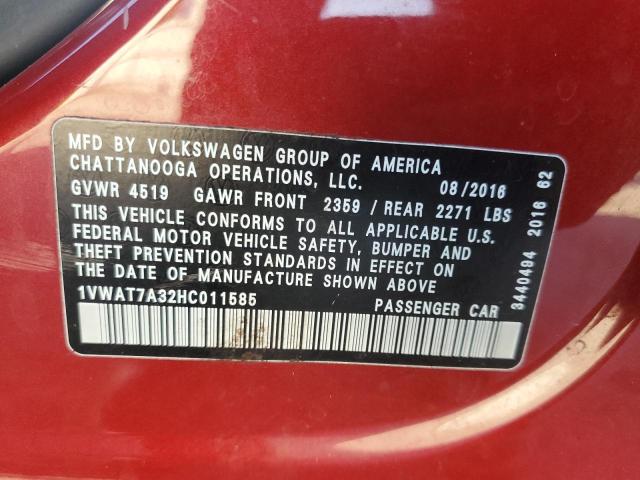 MFD BY VOLKSWAGEN GROUP OF AMERICA
CHATTANOOGA OPERATIONS, LLC. 08/2016
GVWR 4519 GAWR FRONT 2359 / REAR 2271 LBS
THIS VEHICLE CONFORMS TO ALL APPLICABLE U.S.
FEDERAL MOTOR VEHICLE SAFETY, BUMPER AND
THEFT PREVENTION STANDARDS IN EFFECT ON
THE DATE OF MANUFACTURE SHOWN ABOVE
1VWAT7A32HC011585 PASSENGER CAR
3440494 2016 62